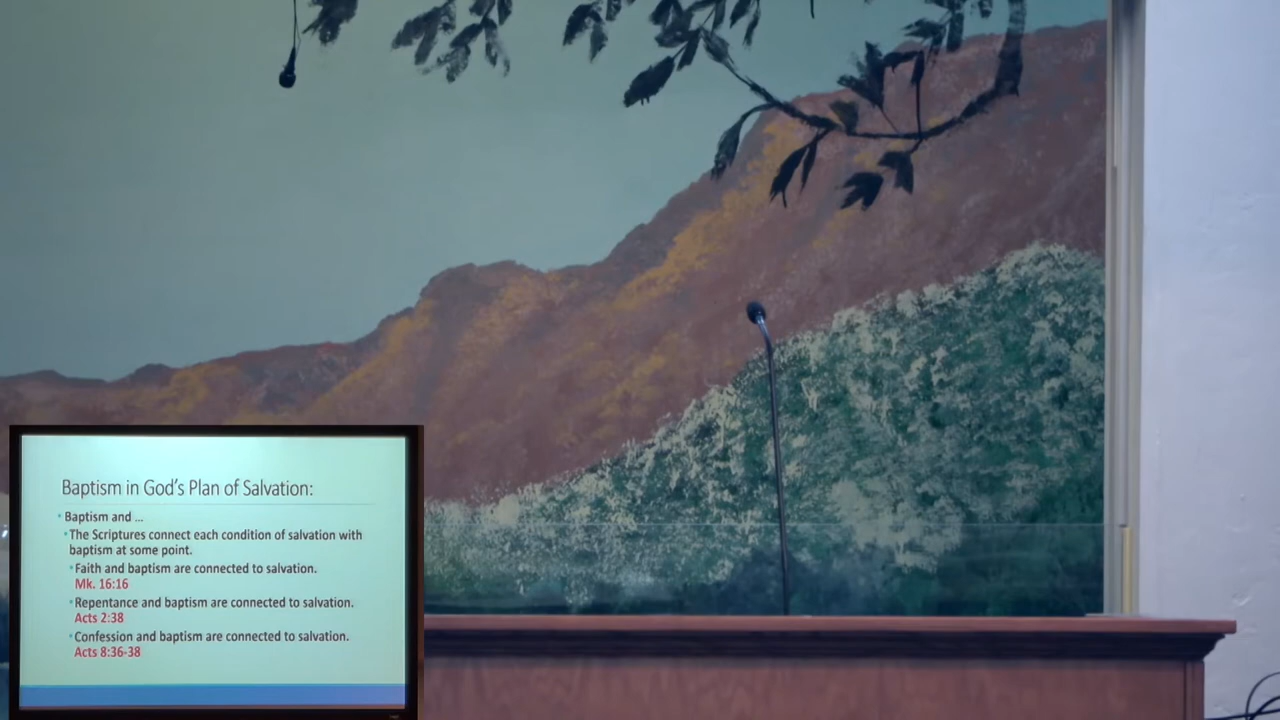 Baptism in God's Plan of Salvation:
Baptism and ...
The Scriptures connect each condition of salvation with
baptism at some point.
Faith and baptism are connected to salvation.
Mk. 16:16
Repentance and baptism are connected to salvation.
Acts 2:38
Confession and baptism are connected to salvation.
Acts 8:36-38